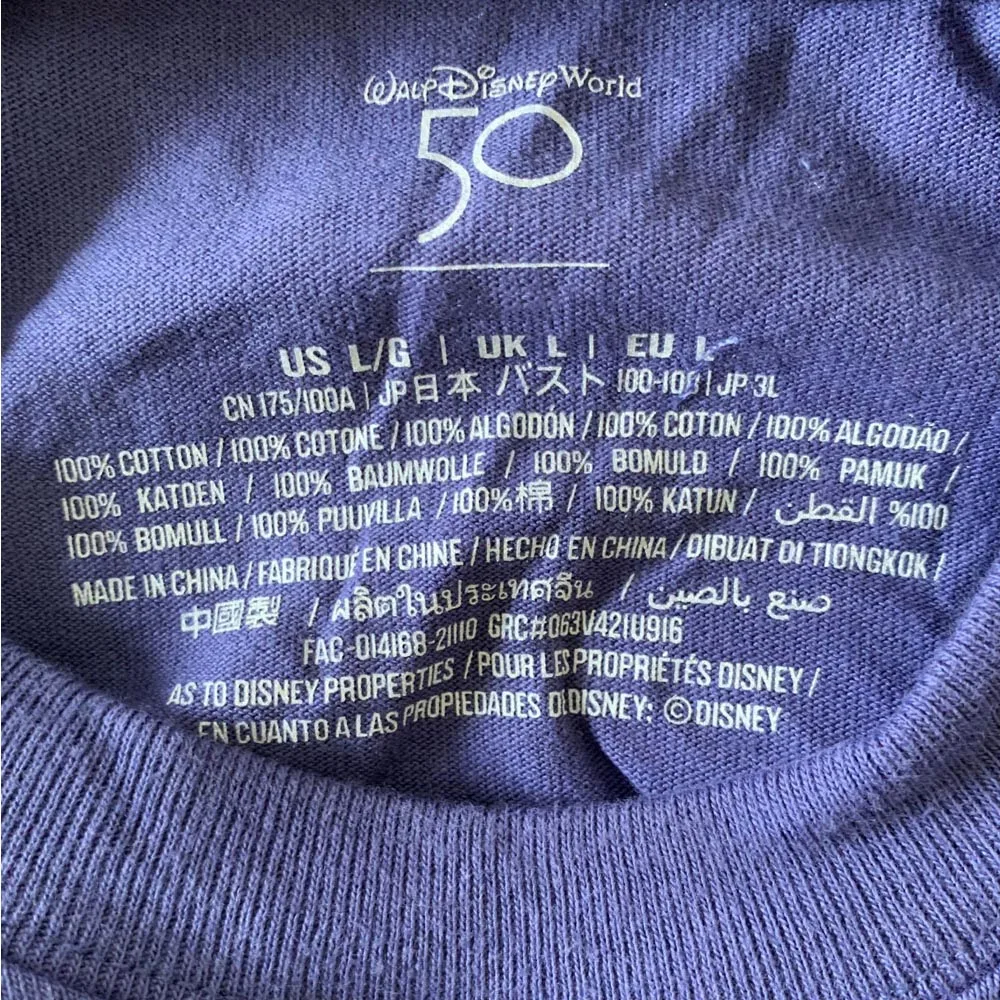 WALT DISNEY World
50
US L/G | UK L | EU L
CN 175/100A | JP 日本 バスト 100-108 | JP 3L
100% COTTON / 100% COTONE / 100% ALGODÓN / 100% COTON / 100% ALGODÃO /
100% KATOEN / 100% BAUMWOLLE / 100% BOMULD / 100% PAMUK /
100% BOMULL / 100% PUUVILLA / 100% 棉 / 100% KATUN / القطن %100
MADE IN CHINA / FABRIQUÉ EN CHINE / HECHO EN CHINA / DIBUAT DI TIONGKOK /
中國製 / ผลิตในประเทศจีน / صنع بالصين
FAC-014168-21110 GRC#063V421U916
AS TO DISNEY PROPERTIES / POUR LES PROPRIÉTÉS DISNEY /
EN CUANTO A LAS PROPIEDADES DISNEY: ©DISNEY